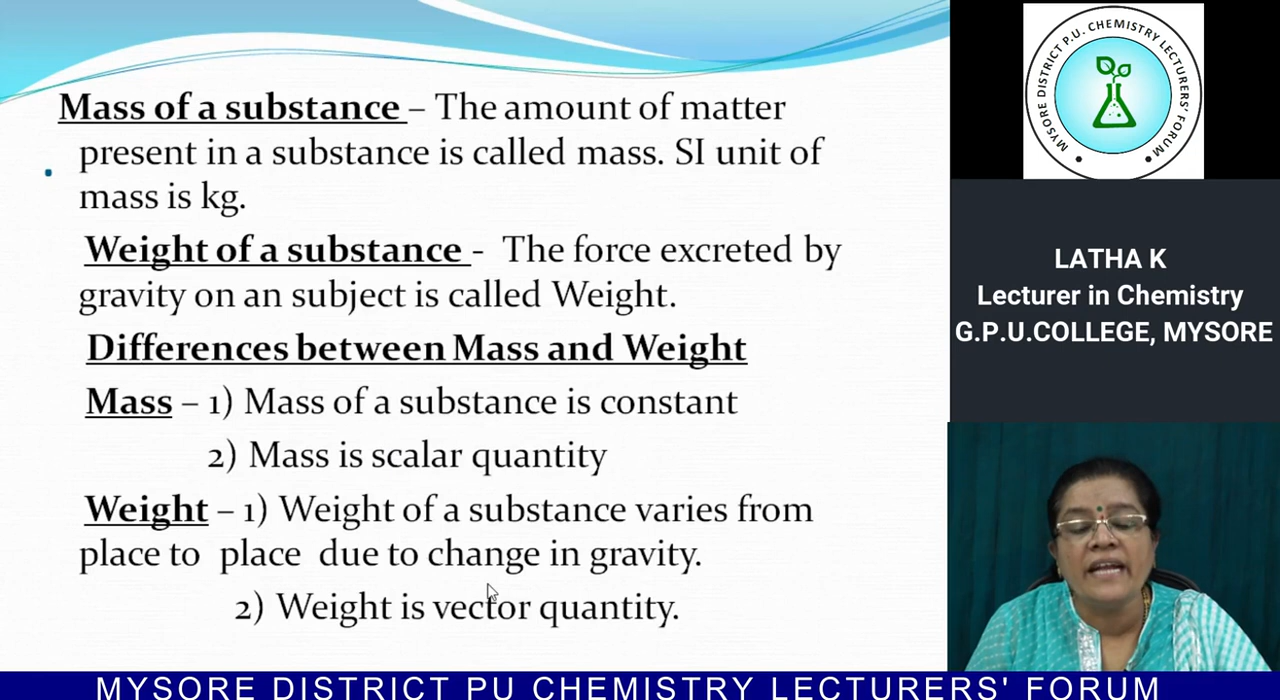 Mass of a substance – The amount of matter
present in a substance is called mass. SI unit of
mass is kg.
Weight of a substance - The force excreted by
gravity on an subject is called Weight.
Differences between Mass and Weight
Mass – 1) Mass of a substance is constant
2) Mass is scalar quantity
Weight – 1) Weight of a substance varies from
place to place due to change in gravity.
2) Weight is vector quantity.
MYSORE DISTRICT P.U. CHEMISTRY LECTURERS' FORUM
LATHA K
Lecturer in Chemistry
G.P.U.COLLEGE, MYSORE
MYSORE DISTRICT PU CHEMISTRY LECTURERS' FORUM